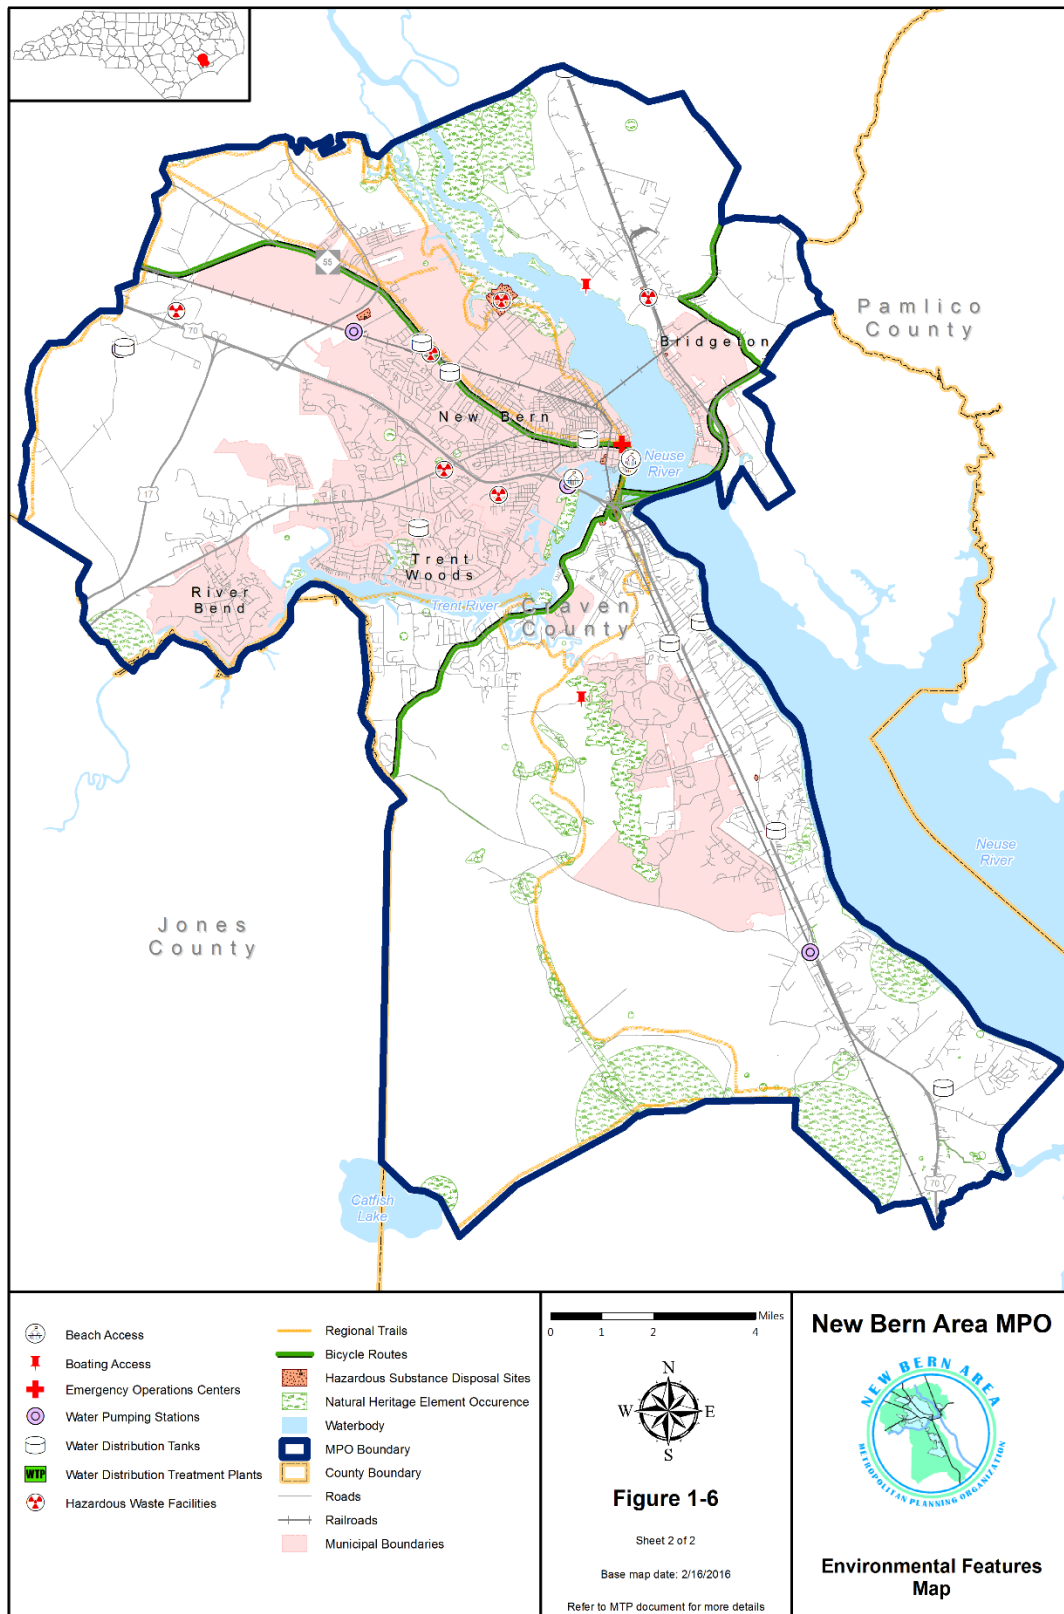 Pamlico
County
55
70
Bridgeton
New Bern
Neuse
River
17
Trent
Woods
River
Bend
Trent River
Craven
County
Neuse
River
Jones
County
70
Catfish
Lake
Beach Access
Boating Access
Emergency Operations Centers
Water Pumping Stations
Water Distribution Tanks
WTP Water Distribution Treatment Plants
Hazardous Waste Facilities
Regional Trails
Bicycle Routes
Hazardous Substance Disposal Sites
Natural Heritage Element Occurence
Waterbody
MPO Boundary
County Boundary
Roads
Railroads
Municipal Boundaries
Miles
0 1 2 4
N
W E
S
Figure 1-6
Sheet 2 of 2
Base map date: 2/16/2016
Refer to MTP document for more details
New Bern Area MPO
NEW BERN AREA
METROPOLITAN PLANNING ORGANIZATION
Environmental Features
Map